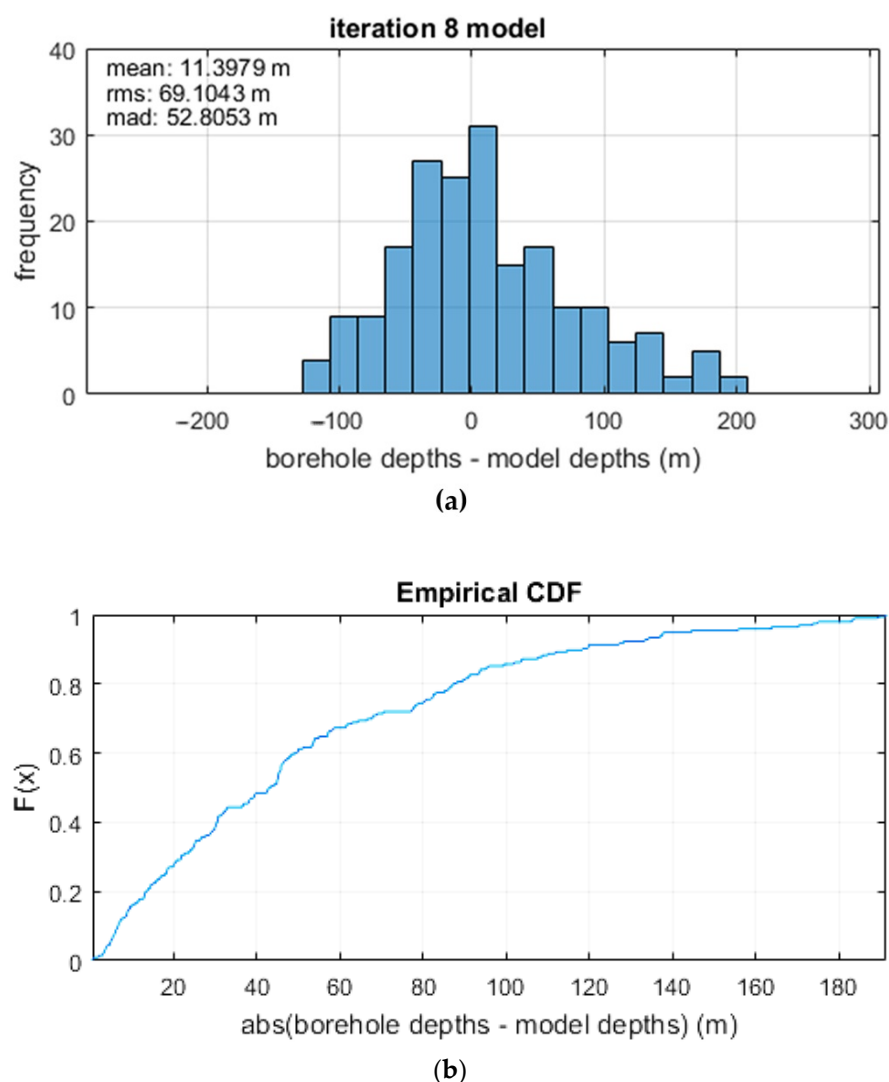 iteration 8 model
mean: 11.3979 m
rms: 69.1043 m
mad: 52.8053 m
40
30
20
10
0
frequency
−200 −100 0 100 200 300
borehole depths - model depths (m)
(a)
Empirical CDF
1
0.8
0.6
0.4
0.2
0
F(x)
20 40 60 80 100 120 140 160 180
abs(borehole depths - model depths) (m)
(b)